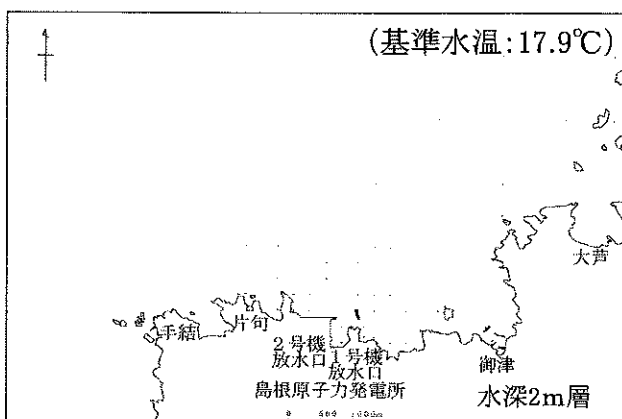 (基準水温:17.9℃)
大芦
手結
片句
2号機
放水口
1号機
放水口
御津
島根原子力発電所
水深2m層